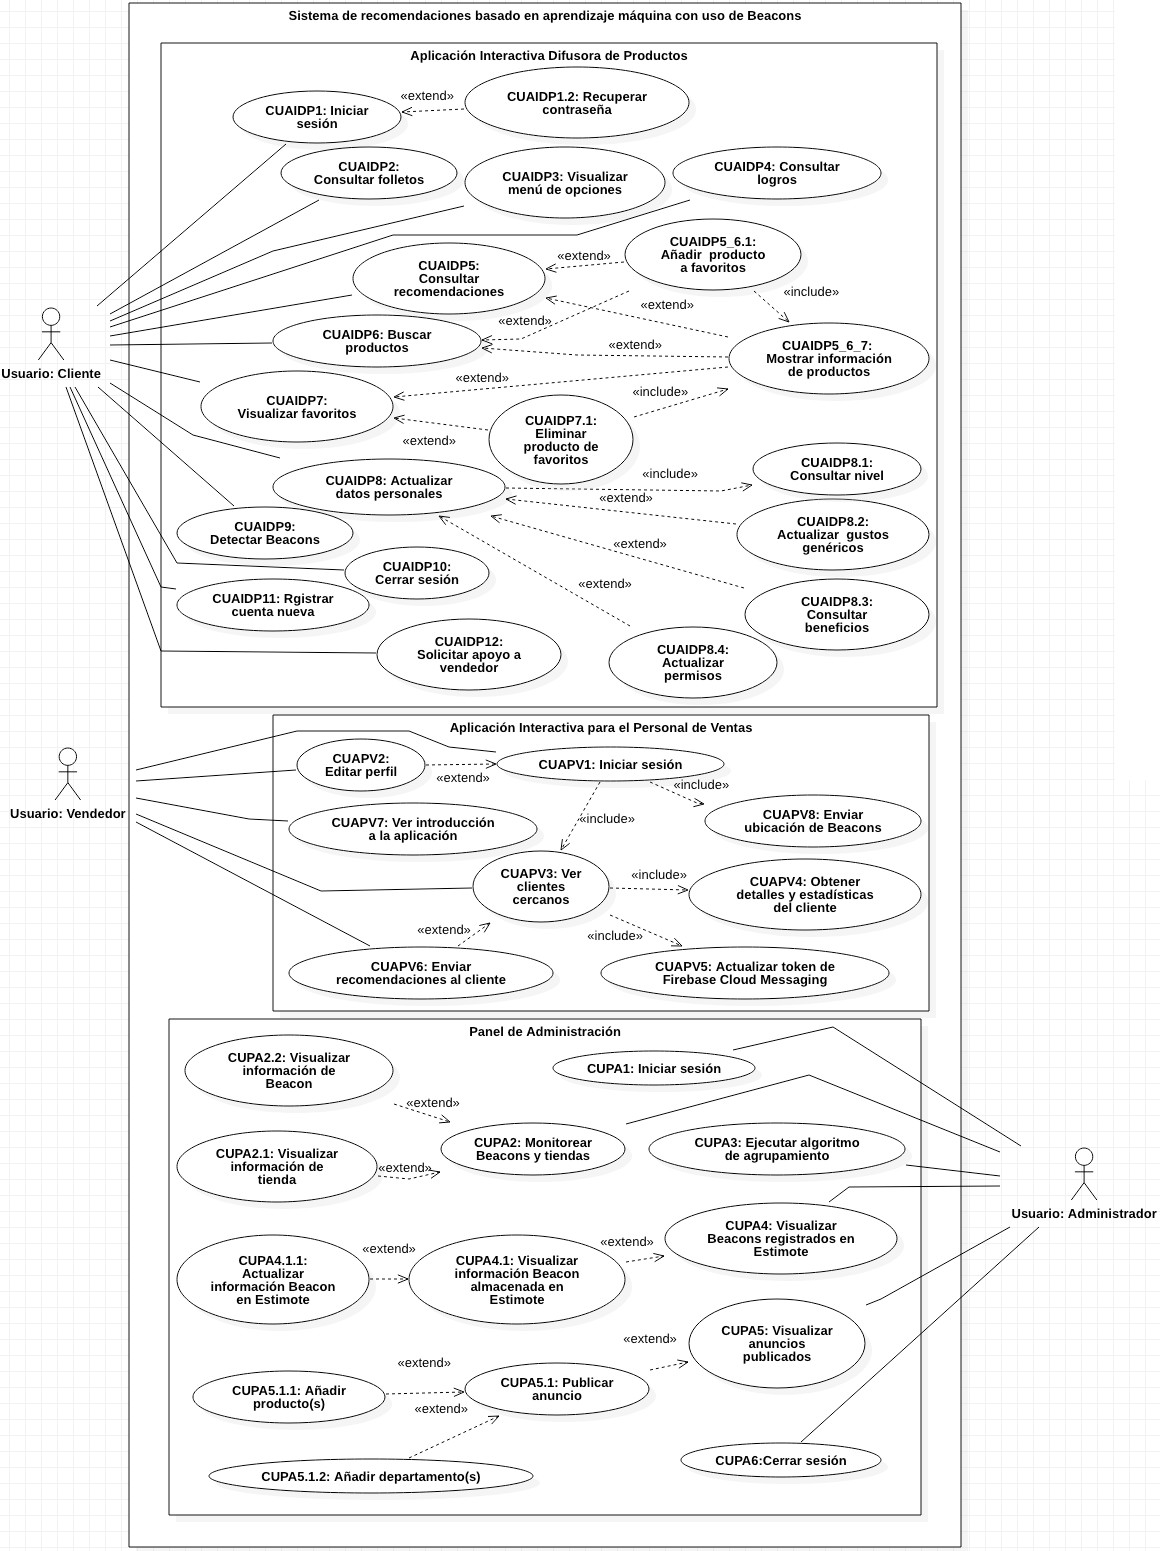 Sistema de recomendaciones basado en aprendizaje máquina con uso de Beacons
Aplicación Interactiva Difusora de Productos
CUAIDP1: Iniciar
sesión
«extend»
CUAIDP1.2: Recuperar
contraseña
CUAIDP2:
Consultar folletos
CUAIDP3: Visualizar
menú de opciones
CUAIDP4: Consultar
logros
CUAIDP5:
Consultar
recomendaciones
«extend»
CUAIDP5_6.1:
Añadir  producto
a favoritos
«include»
«extend»
«extend»
CUAIDP6: Buscar
productos
«extend»
CUAIDP5_6_7:
Mostrar información
de productos
Usuario: Cliente
CUAIDP7:
Visualizar favoritos
«extend»
«include»
«extend»
CUAIDP7.1:
Eliminar
producto de
favoritos
CUAIDP8: Actualizar
datos personales
«include»
CUAIDP8.1:
Consultar nivel
«extend»
CUAIDP8.2:
Actualizar  gustos
genéricos
CUAIDP9:
Detectar Beacons
«extend»
CUAIDP10:
Cerrar sesión
«extend»
CUAIDP8.3:
Consultar
beneficios
CUAIDP11: Rgistrar
cuenta nueva
CUAIDP12:
Solicitar apoyo a
vendedor
CUAIDP8.4:
Actualizar
permisos
Aplicación Interactiva para el Personal de Ventas
CUAPV2:
Editar perfil
«extend»
CUAPV1: Iniciar sesión
«include»
Usuario: Vendedor
CUAPV7: Ver introducción
a la aplicación
«include»
CUAPV8: Enviar
ubicación de Beacons
CUAPV3: Ver
clientes
cercanos
«include»
CUAPV4: Obtener
detalles y estadísticas
del cliente
«extend»
«include»
CUAPV6: Enviar
recomendaciones al cliente
CUAPV5: Actualizar token de
Firebase Cloud Messaging
Panel de Administración
CUPA2.2: Visualizar
información de
Beacon
CUPA1: Iniciar sesión
«extend»
CUPA2.1: Visualizar
información de
tienda
«extend»
CUPA2: Monitorear
Beacons y tiendas
CUPA3: Ejecutar algoritmo
de agrupamiento
Usuario: Administrador
CUPA4: Visualizar
Beacons registrados en
Estimote
«extend»
«extend»
CUPA4.1.1:
Actualizar
información Beacon
en Estimote
CUPA4.1: Visualizar
información Beacon
almacenada en
Estimote
CUPA5: Visualizar
anuncios
publicados
«extend»
«extend»
CUPA5.1.1: Añadir
producto(s)
CUPA5.1: Publicar
anuncio
«extend»
CUPA6:Cerrar sesión
CUPA5.1.2: Añadir departamento(s)